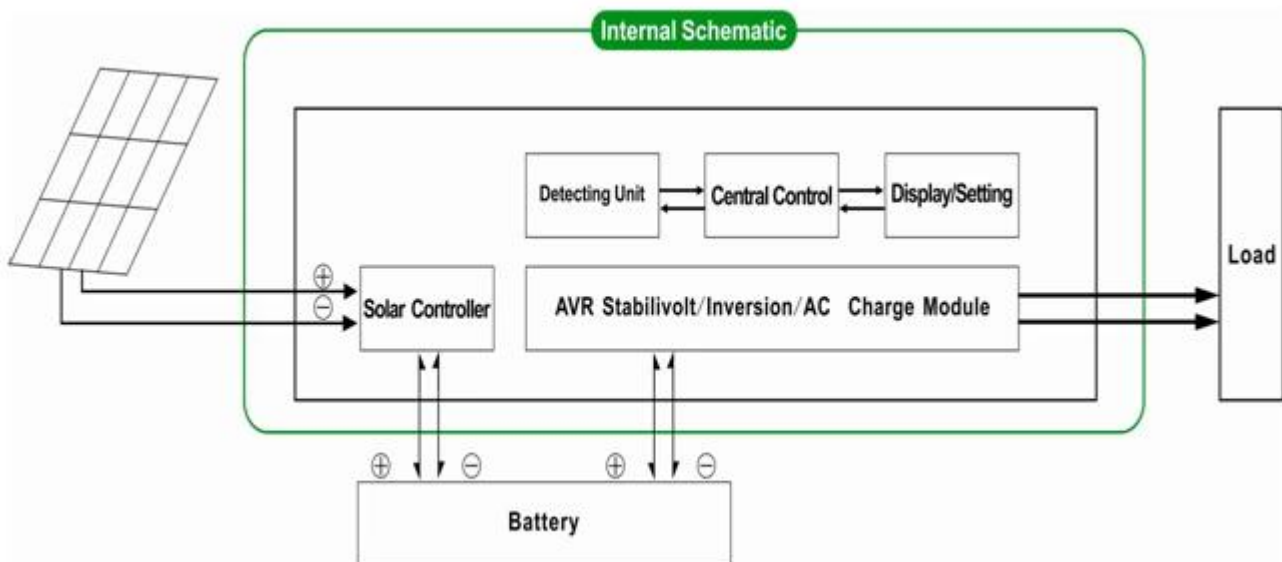 Internal Schematic
Detecting Unit
Central Control
Display/Setting
Load
⊕
⊖
Solar Controller
AVR Stabilivolt/Inversion/AC Charge Module
⊕ ⊖ ⊕ ⊖
Battery